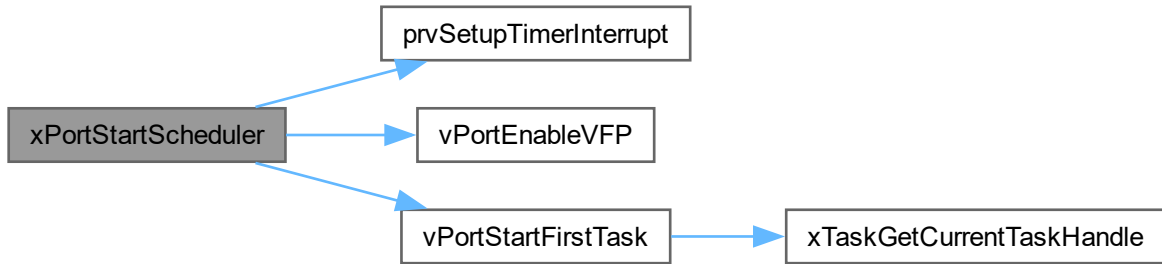 prvSetupTimerInterrupt
xPortStartScheduler
vPortEnableVFP
vPortStartFirstTask
xTaskGetCurrentTaskHandle